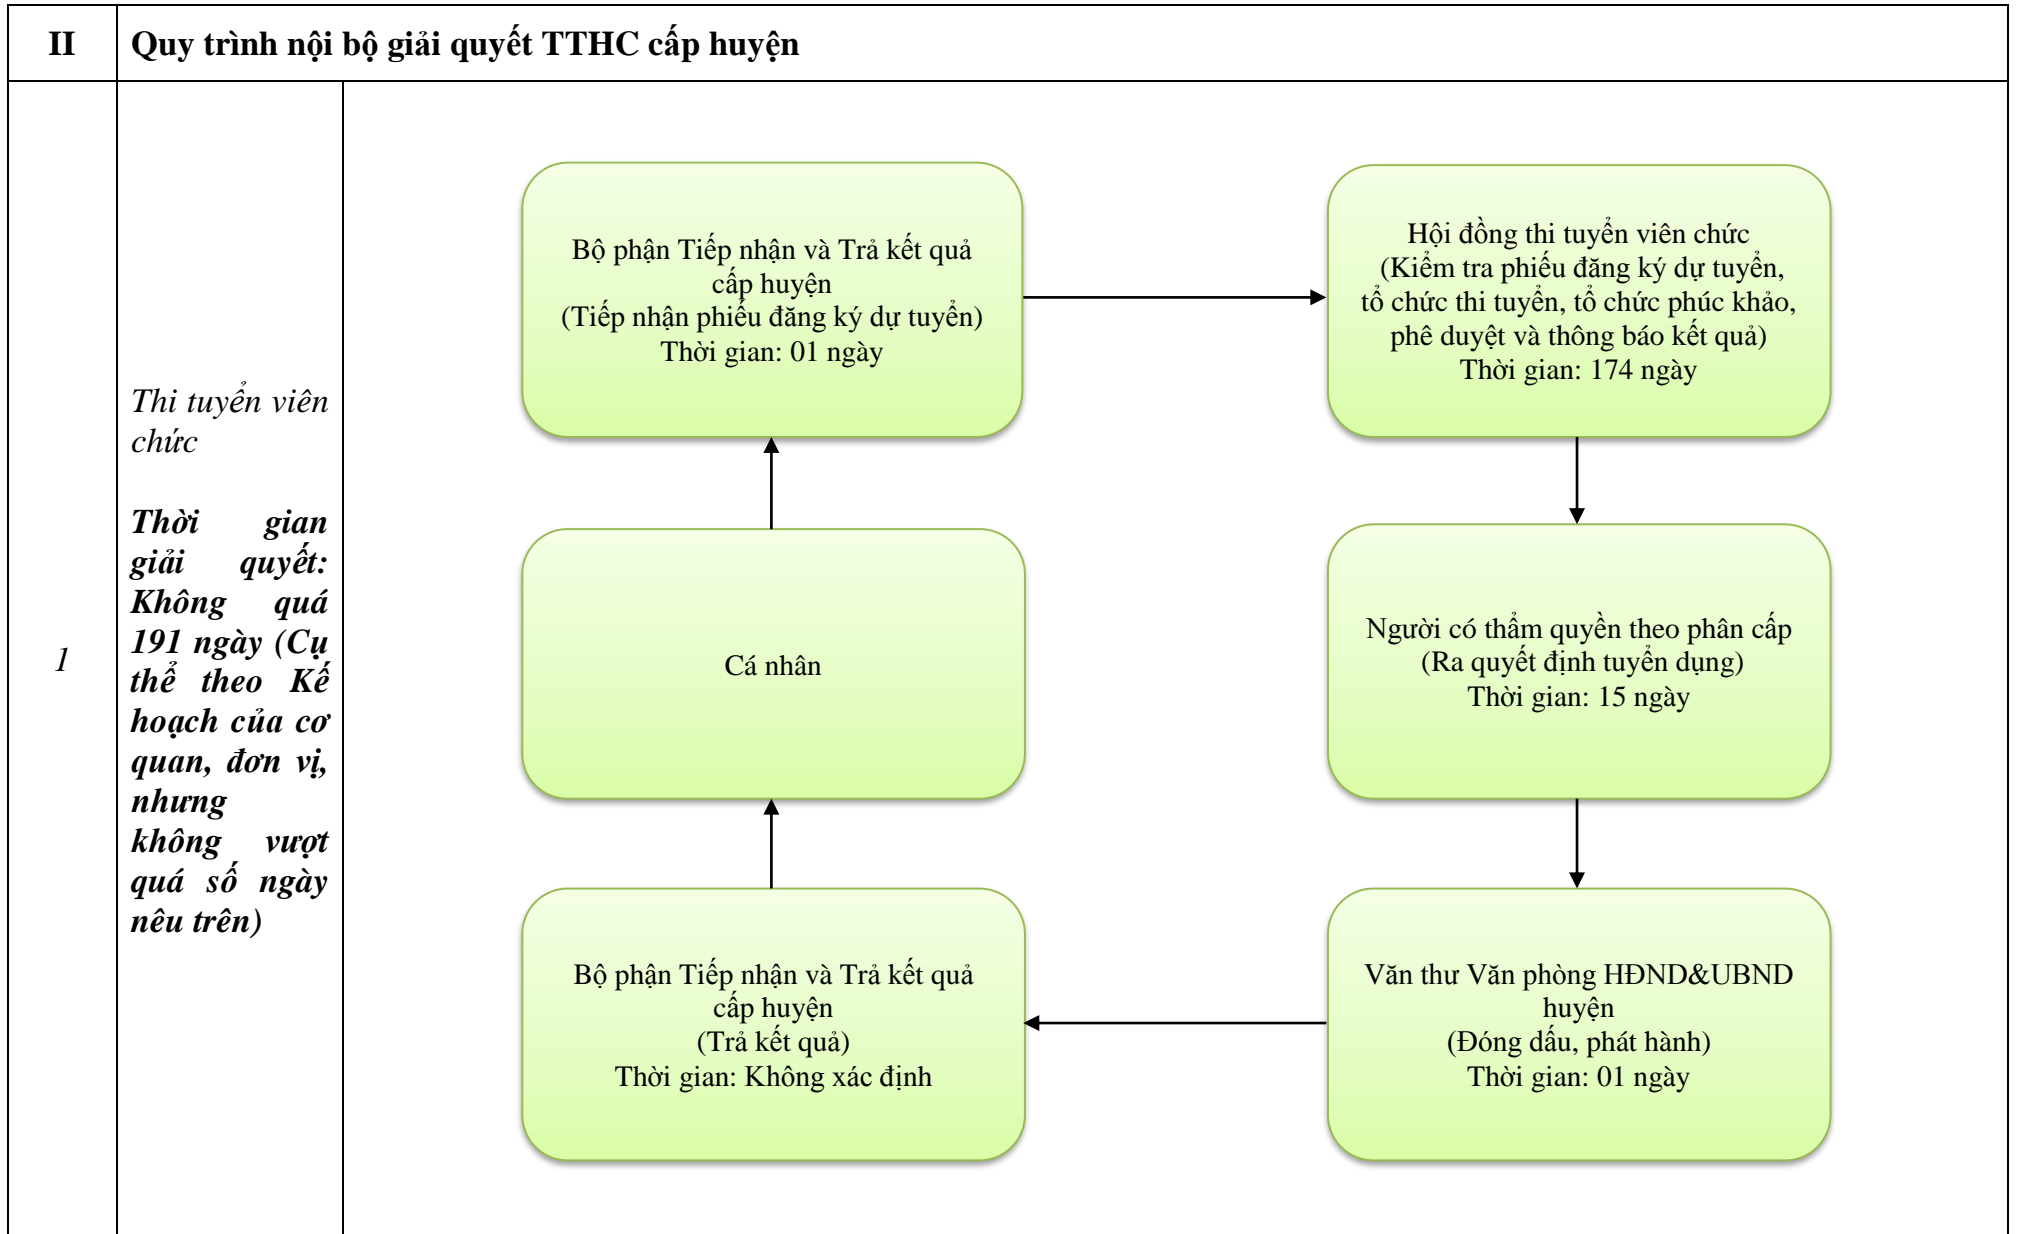 II
Quy trình nội bộ giải quyết TTHC cấp huyện
1
Thi tuyển viên
chức
Thời gian
giải quyết:
Không quá
191 ngày (Cụ
thể theo Kế
hoạch của cơ
quan, đơn vị,
nhưng
không vượt
quá số ngày
nêu trên)
Bộ phận Tiếp nhận và Trả kết quả
cấp huyện
(Tiếp nhận phiếu đăng ký dự tuyển)
Thời gian: 01 ngày
Hội đồng thi tuyển viên chức
(Kiểm tra phiếu đăng ký dự tuyển,
tổ chức thi tuyển, tổ chức phúc khảo,
phê duyệt và thông báo kết quả)
Thời gian: 174 ngày
Cá nhân
Người có thẩm quyền theo phân cấp
(Ra quyết định tuyển dụng)
Thời gian: 15 ngày
Bộ phận Tiếp nhận và Trả kết quả
cấp huyện
(Trả kết quả)
Thời gian: Không xác định
Văn thư Văn phòng HĐND&UBND
huyện
(Đóng dấu, phát hành)
Thời gian: 01 ngày